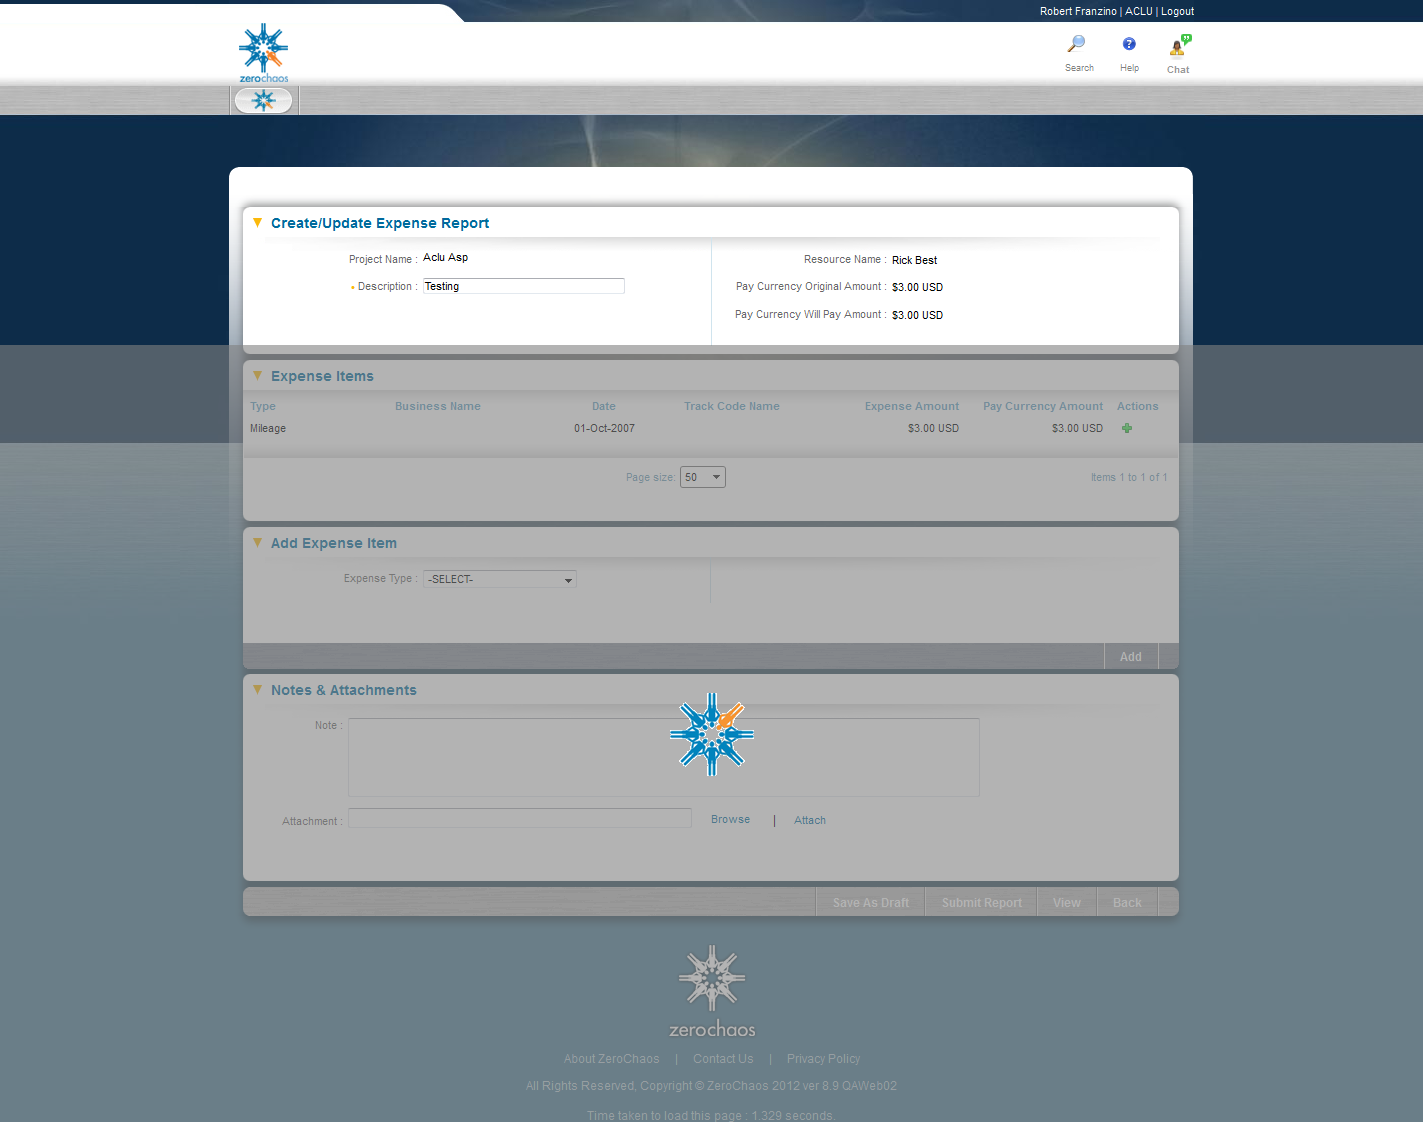 Robert Franzino | ACLU | Logout
zerochaos
Search Help Chat
Create/Update Expense Report
Project Name : Aclu Asp
Resource Name : Rick Best
Description : Testing
Pay Currency Original Amount : $3.00 USD
Pay Currency Will Pay Amount : $3.00 USD
Expense Items
Type Business Name Date Track Code Name Expense Amount Pay Currency Amount Actions
Mileage 01-Oct-2007 $3.00 USD $3.00 USD
Page size: 50 Items 1 to 1 of 1
Add Expense Item
Expense Type : -SELECT-
Add
Notes & Attachments
Note :
Attachment : Browse | Attach
Save As Draft Submit Report View Back
zerochaos
About ZeroChaos | Contact Us | Privacy Policy
All Rights Reserved, Copyright © ZeroChaos 2012 ver 8.9 QAWeb02
Time taken to load this page : 1.329 seconds.